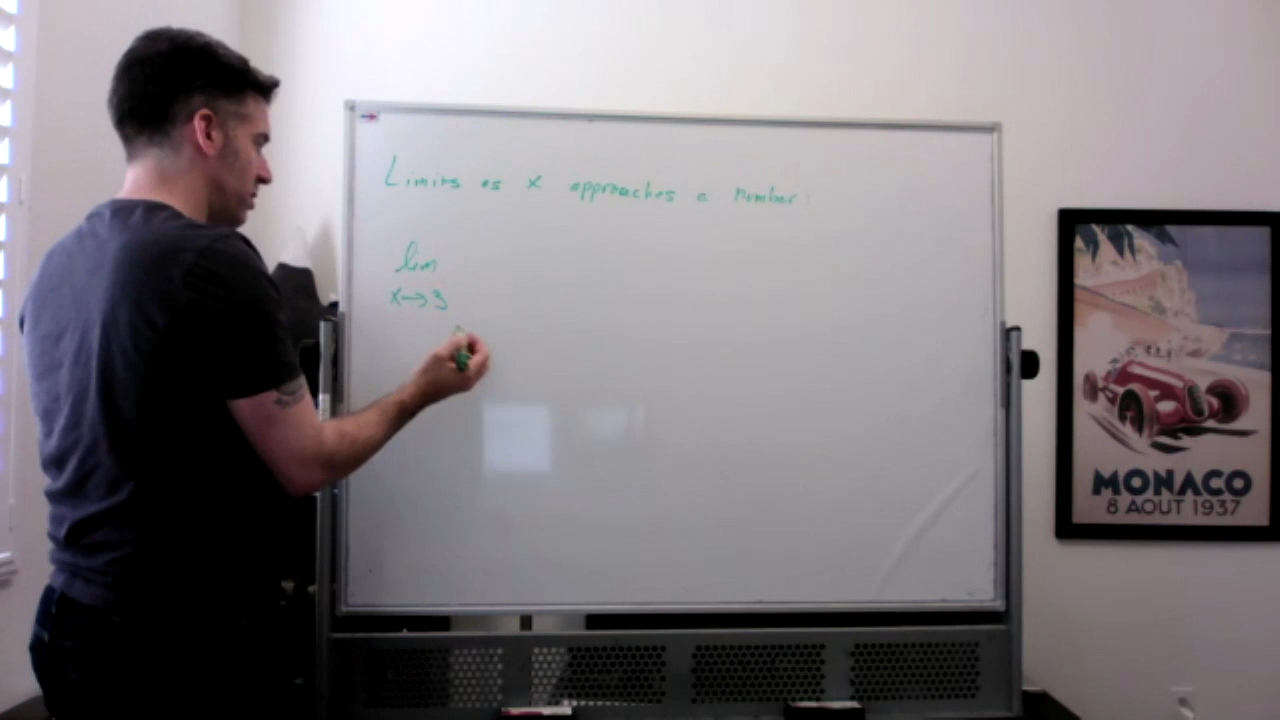 Limits as x approaches a number:
lim
x→3
MONACO
8 AOUT 1937